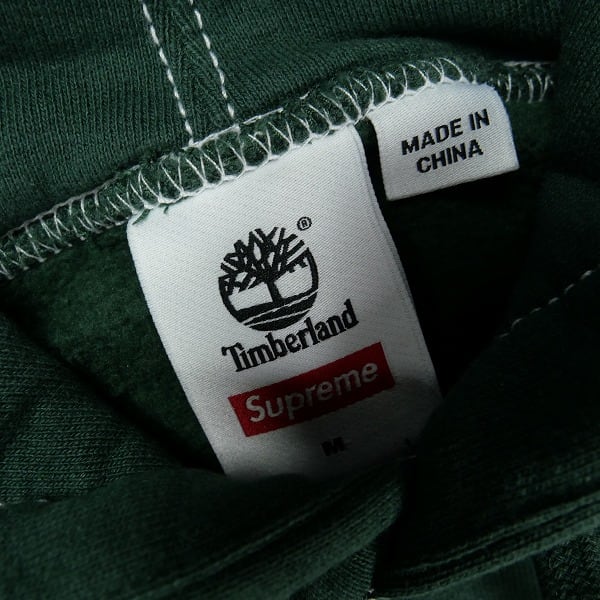 MADE IN
CHINA
®
Timberland
Supreme
M